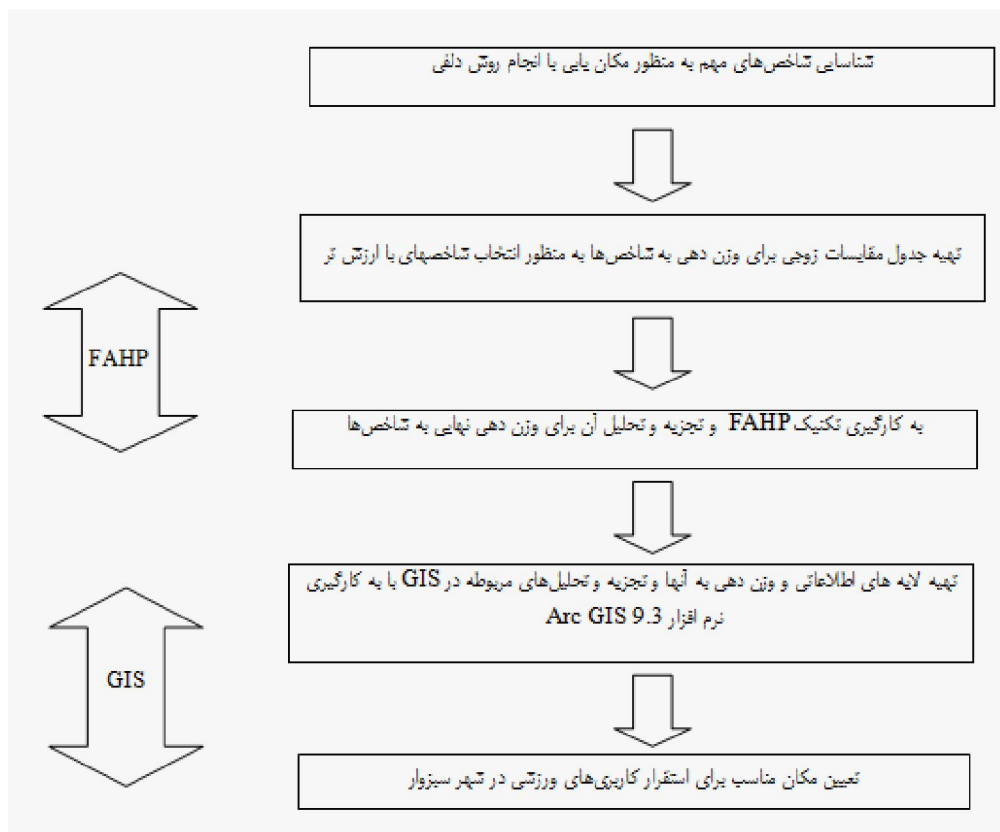 شناسایی شاخص‌های مهم به منظور مکان یابی با انجام روش دلفی
تهیه جدول مقایسات زوجی برای وزن دهی به شاخص‌ها به منظور انتخاب شاخصهای با ارزش تر
FAHP
به کارگیری تکنیک FAHP و تجزیه و تحلیل آن برای وزن دهی نهایی به شاخص‌ها
تهیه لایه های اطلاعاتی و وزن دهی به آنها و تجزیه و تحلیل‌های مربوطه در GIS با به کارگیری
نرم افزار Arc GIS 9.3
GIS
تعیین مکان مناسب برای استقرار کاربری‌های ورزشی در شهر سبزوار